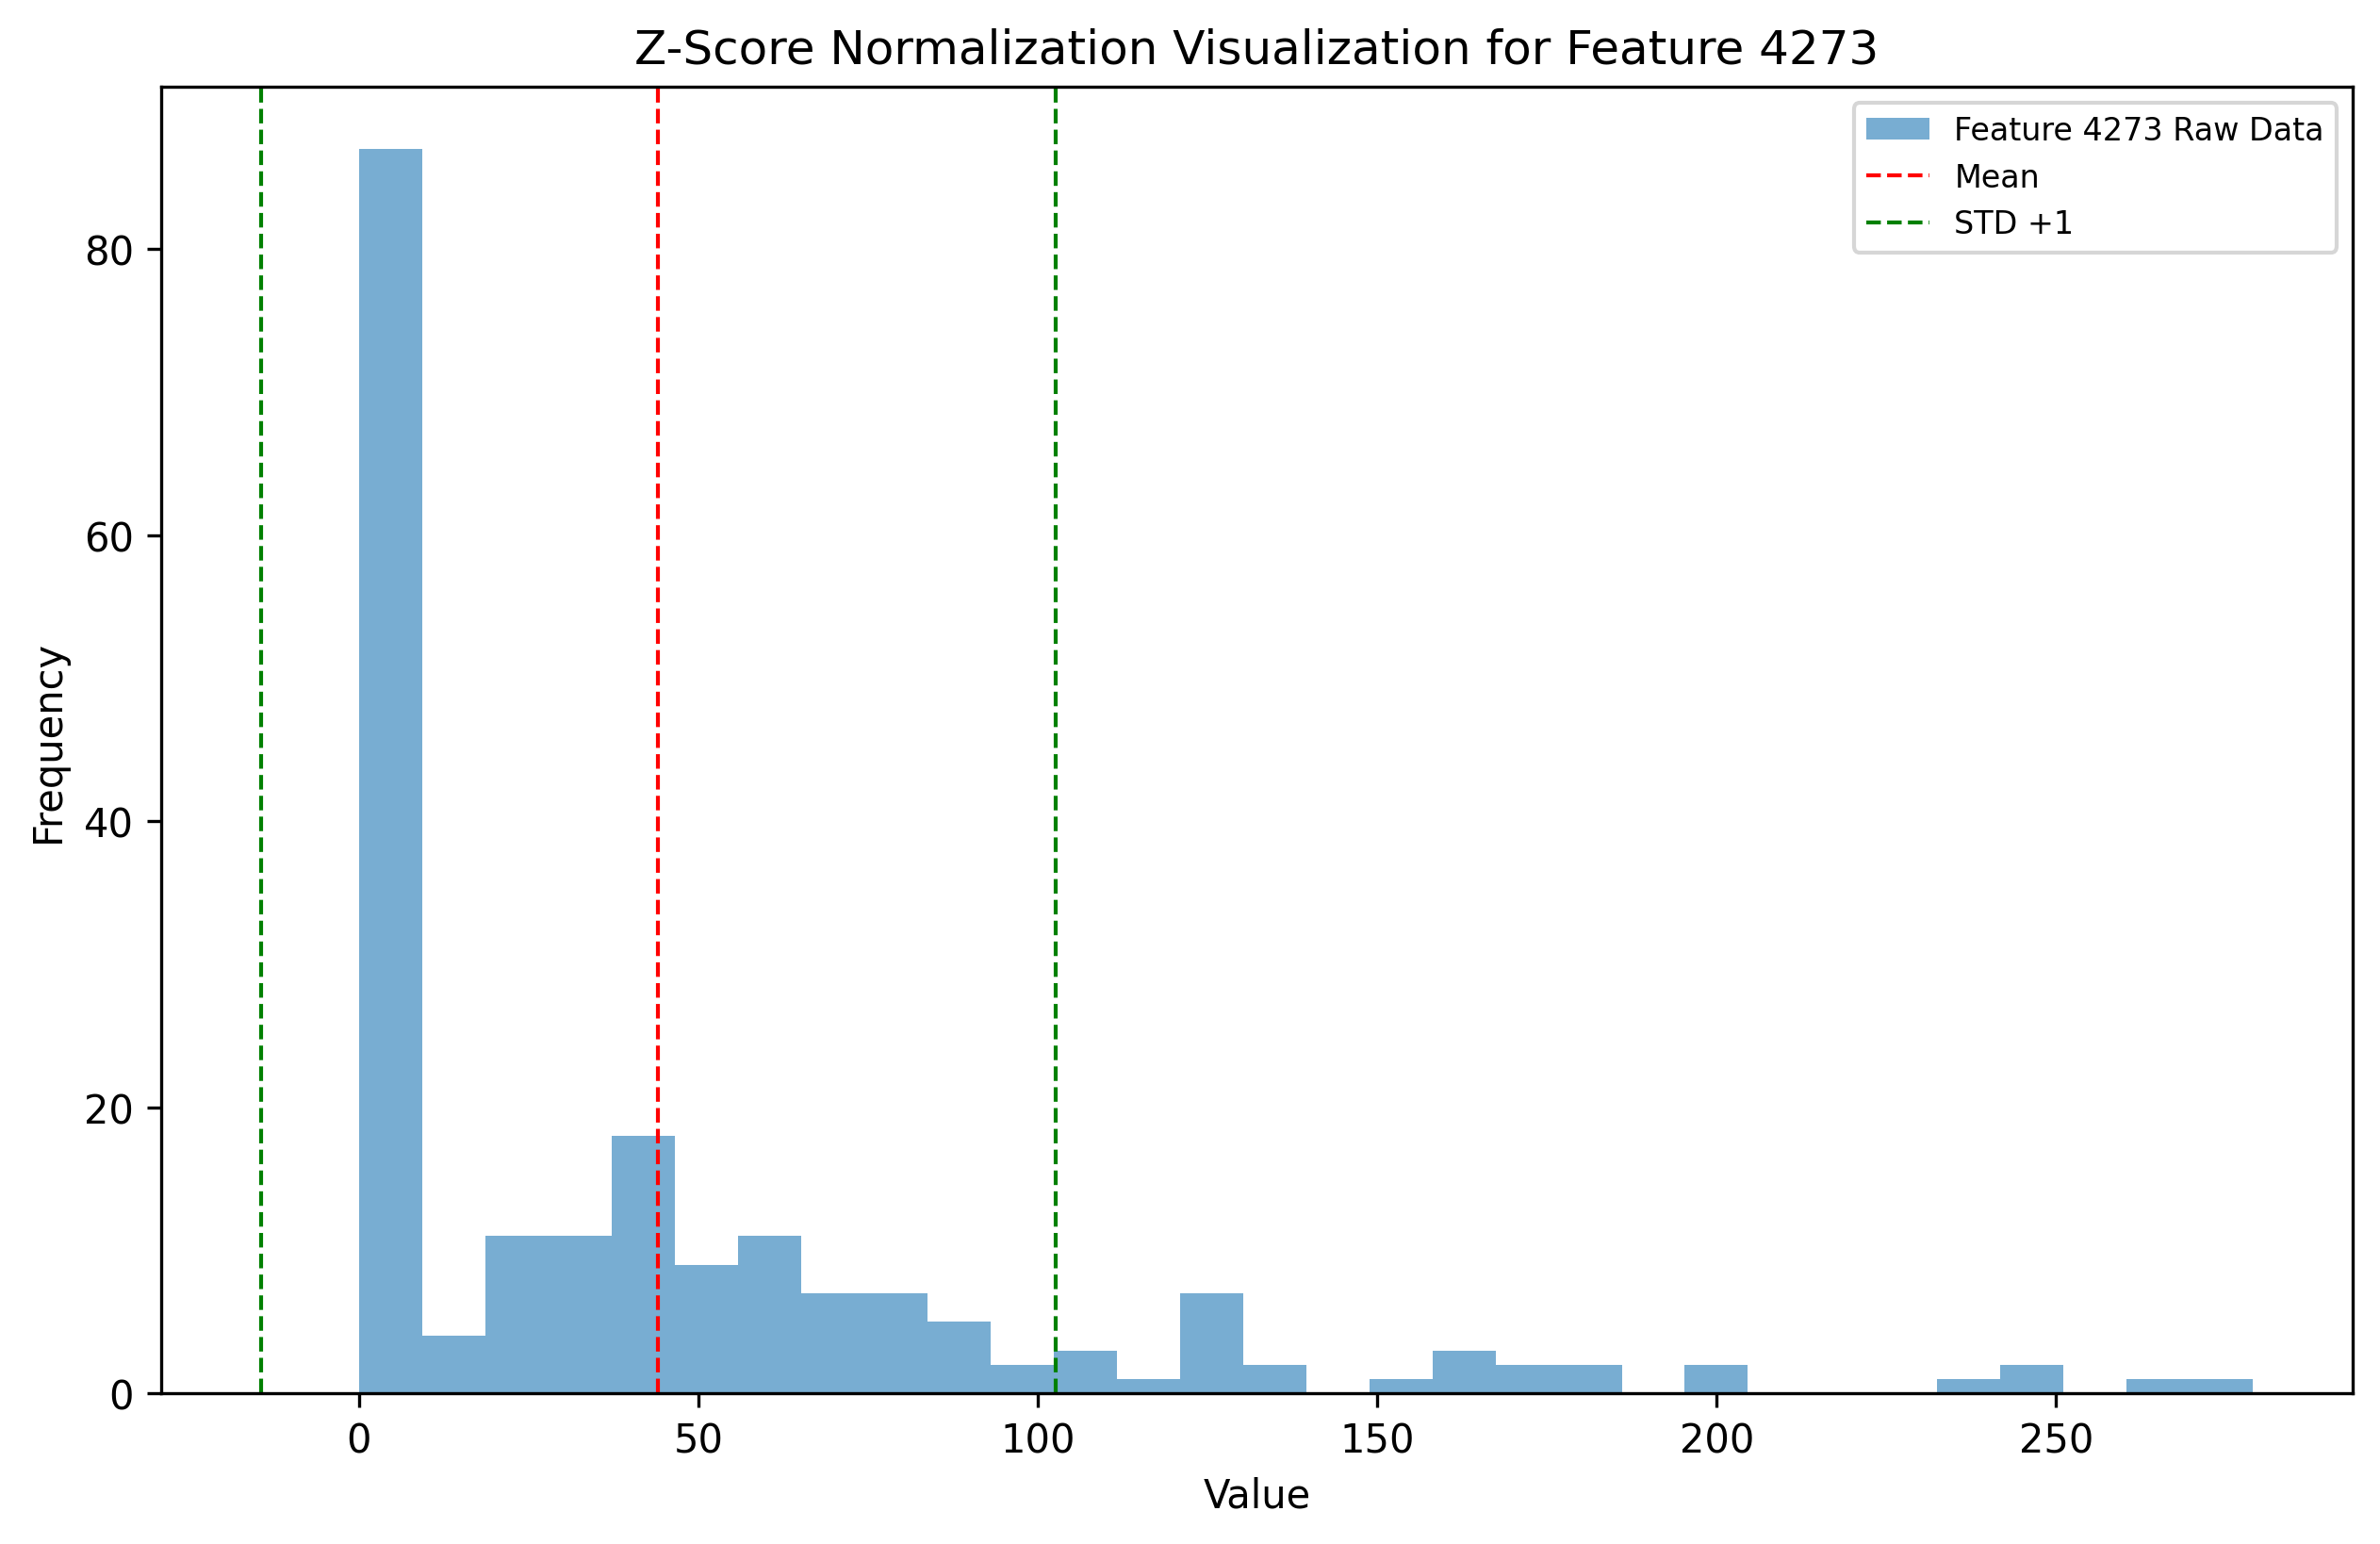 Z-Score Normalization Visualization for Feature 4273
Feature 4273 Raw Data
Mean
STD +1
Frequency
80
60
40
20
0
0 50 100 150 200 250
Value